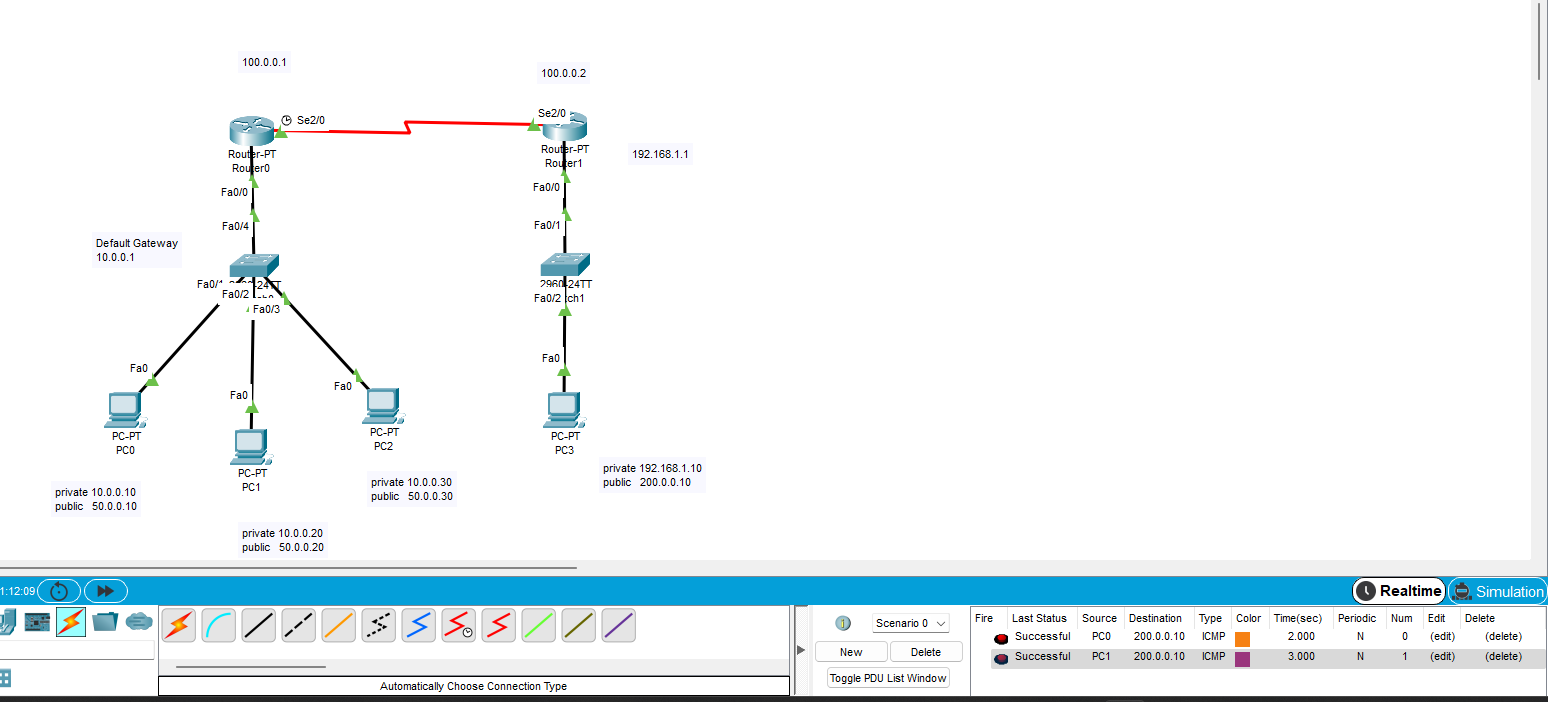 100.0.0.1
100.0.0.2
Se2/0
Se2/0
Router-PT
Router0
Router-PT
Router1
192.168.1.1
Fa0/0
Fa0/0
Fa0/4
Fa0/1
Default Gateway
10.0.0.1
Fa0/1
-24TT
2960-24TT
Fa0/2
Fa0/2
Fa0/3
Fa0
Fa0
Fa0
Fa0
PC-PT
PC0
PC-PT
PC1
PC-PT
PC2
PC-PT
PC3
private 10.0.0.10
public 50.0.0.10
private 10.0.0.20
public 50.0.0.20
private 10.0.0.30
public 50.0.0.30
private 192.168.1.10
public 200.0.0.10
1:12:09
Realtime
Simulation
Automatically Choose Connection Type
Scenario 0
New
Delete
Toggle PDU List Window
Fire Last Status Source Destination Type Color Time(sec) Periodic Num Edit Delete
Successful PC0 200.0.0.10 ICMP 2.000 N 0 (edit) (delete)
Successful PC1 200.0.0.10 ICMP 3.000 N 1 (edit) (delete)